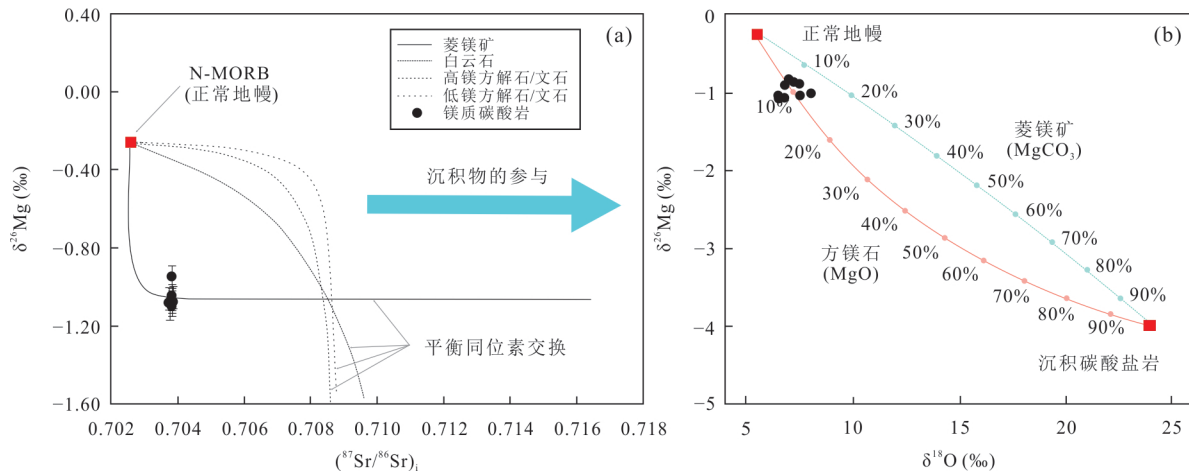 (a)
0.40
0.00
−0.40
−0.80
−1.20
−1.60
δ²⁶Mg (‰)
N-MORB
(正常地幔)
菱镁矿
白云石
高镁方解石/文石
低镁方解石/文石
镁质碳酸岩
沉积物的参与
平衡同位素交换
0.702 0.704 0.706 0.708 0.710 0.712 0.714 0.716 0.718
(⁸⁷Sr/⁸⁶Sr)ᵢ
(b)
0
−1
−2
−3
−4
−5
δ²⁶Mg (‰)
正常地幔
10%
20%
30%
40%
50%
60%
70%
80%
90%
菱镁矿
(MgCO₃)
10%
20%
30%
40%
50%
60%
70%
80%
90%
方镁石
(MgO)
沉积碳酸盐岩
5 10 15 20 25
δ¹⁸O (‰)